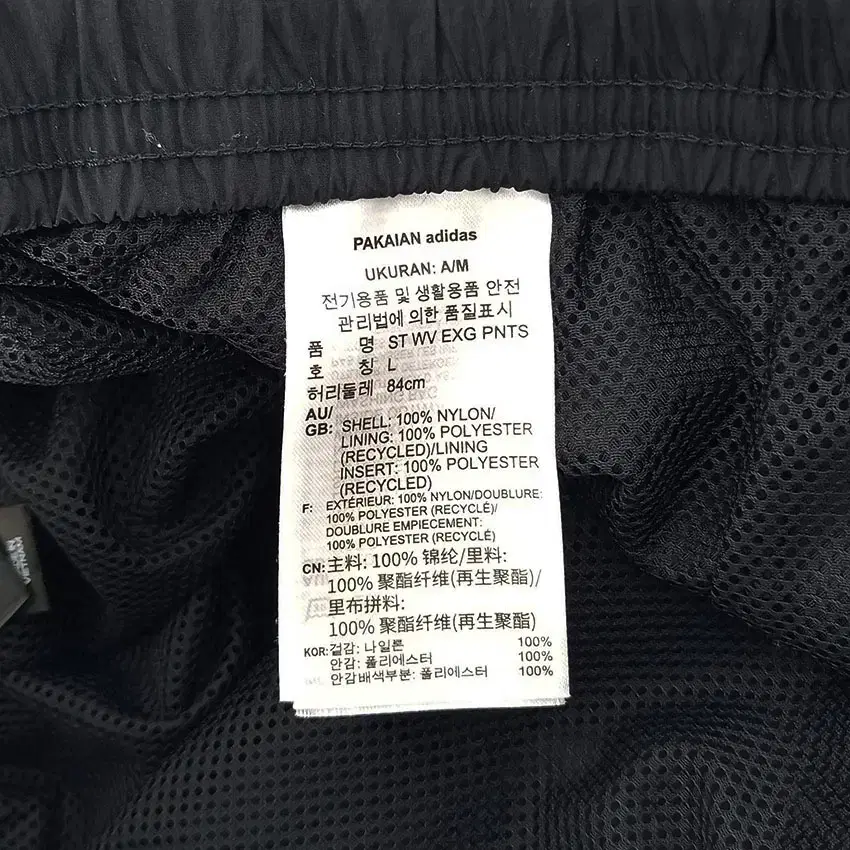 PAKAIAN adidas
UKURAN: A/M
전기용품 및 생활용품 안전
관리법에 의한 품질표시
품 명 ST WV EXG PNTS
호 칭 L
허리둘레 84cm
AU/
GB: SHELL: 100% NYLON/
LINING: 100% POLYESTER
(RECYCLED)/LINING
INSERT: 100% POLYESTER
(RECYCLED)
F: EXTÉRIEUR: 100% NYLON/DOUBLURE:
100% POLYESTER (RECYCLÉ)/
DOUBLURE EMPIECEMENT:
100% POLYESTER (RECYCLÉ)
CN: 主料: 100% 锦纶/里料:
100% 聚酯纤维(再生聚酯)/
里布拼料:
100% 聚酯纤维(再生聚酯)
KOR: 겉감: 나일론 100%
안감: 폴리에스터 100%
안감배색부분: 폴리에스터 100%